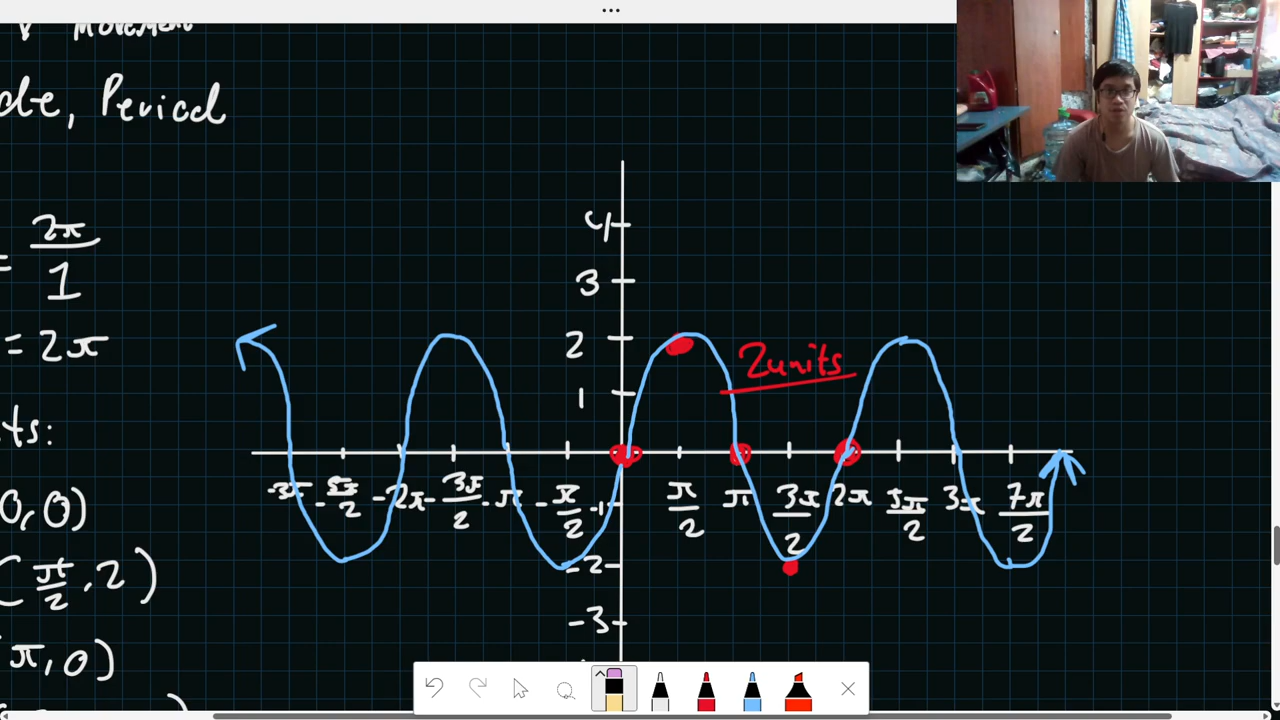 Movement
de, Period
= 2π/1
= 2π
ts:
0,0)
(π/2, 2)
π, 0)
)
4
3
2
1
2units
-3π -5π/2 -2π -3π/2 -π -π/2 -1 π/2 π 3π/2 2π 5π/2 3π 7π/2
-2
-3